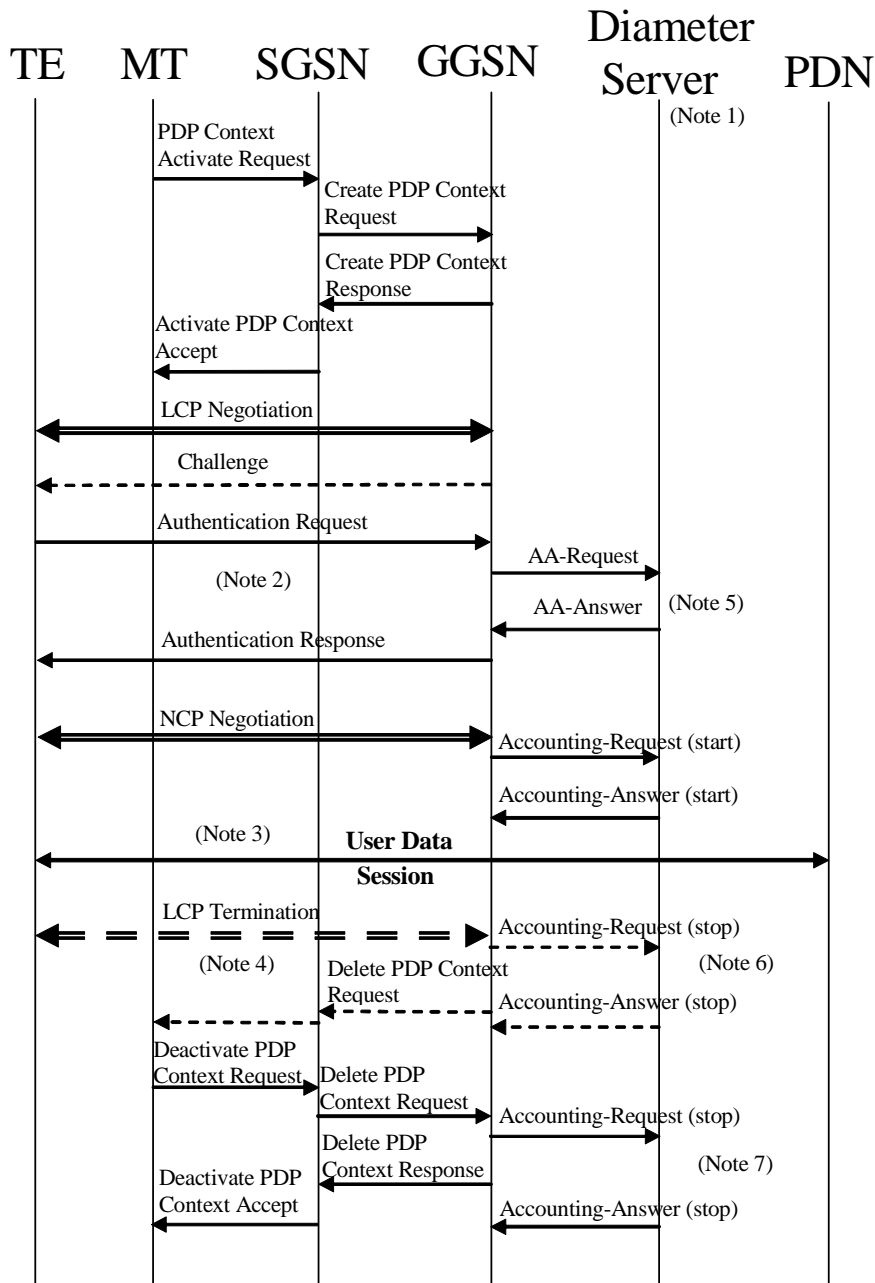 TE
MT
SGSN
GGSN
Diameter
Server
PDN
(Note 1)
PDP Context
Activate Request
Create PDP Context
Request
Create PDP Context
Response
Activate PDP Context
Accept
LCP Negotiation
Challenge
Authentication Request
AA-Request
(Note 2)
(Note 5)
AA-Answer
Authentication Response
NCP Negotiation
Accounting-Request (start)
Accounting-Answer (start)
(Note 3)
User Data
Session
LCP Termination
Accounting-Request (stop)
(Note 4)
(Note 6)
Delete PDP Context
Request
Accounting-Answer (stop)
Deactivate PDP
Context Request
Delete PDP
Context Request
Accounting-Request (stop)
Delete PDP
Context Response
(Note 7)
Deactivate PDP
Context Accept
Accounting-Answer (stop)